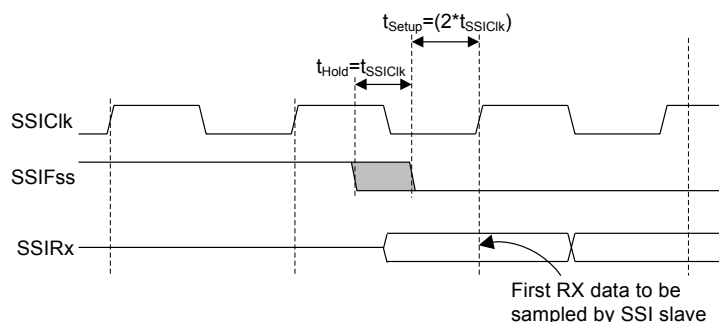 tSetup=(2*tSSIClk)
tHold=tSSIClk
SSIClk
SSIFss
SSIRx
First RX data to be
sampled by SSI slave